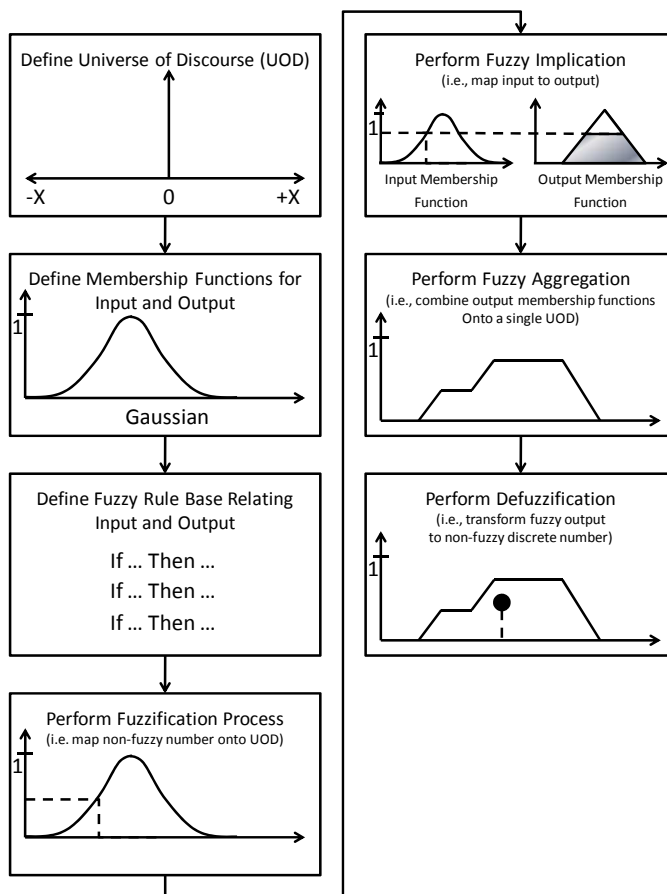 Define Universe of Discourse (UOD)
-X 0 +X
Define Membership Functions for
Input and Output
1
Gaussian
Define Fuzzy Rule Base Relating
Input and Output
If ... Then ...
If ... Then ...
If ... Then ...
Perform Fuzzification Process
(i.e. map non-fuzzy number onto UOD)
1
Perform Fuzzy Implication
(i.e., map input to output)
1
Input Membership
Function
Output Membership
Function
Perform Fuzzy Aggregation
(i.e., combine output membership functions
Onto a single UOD)
1
Perform Defuzzification
(i.e., transform fuzzy output
to non-fuzzy discrete number)
1